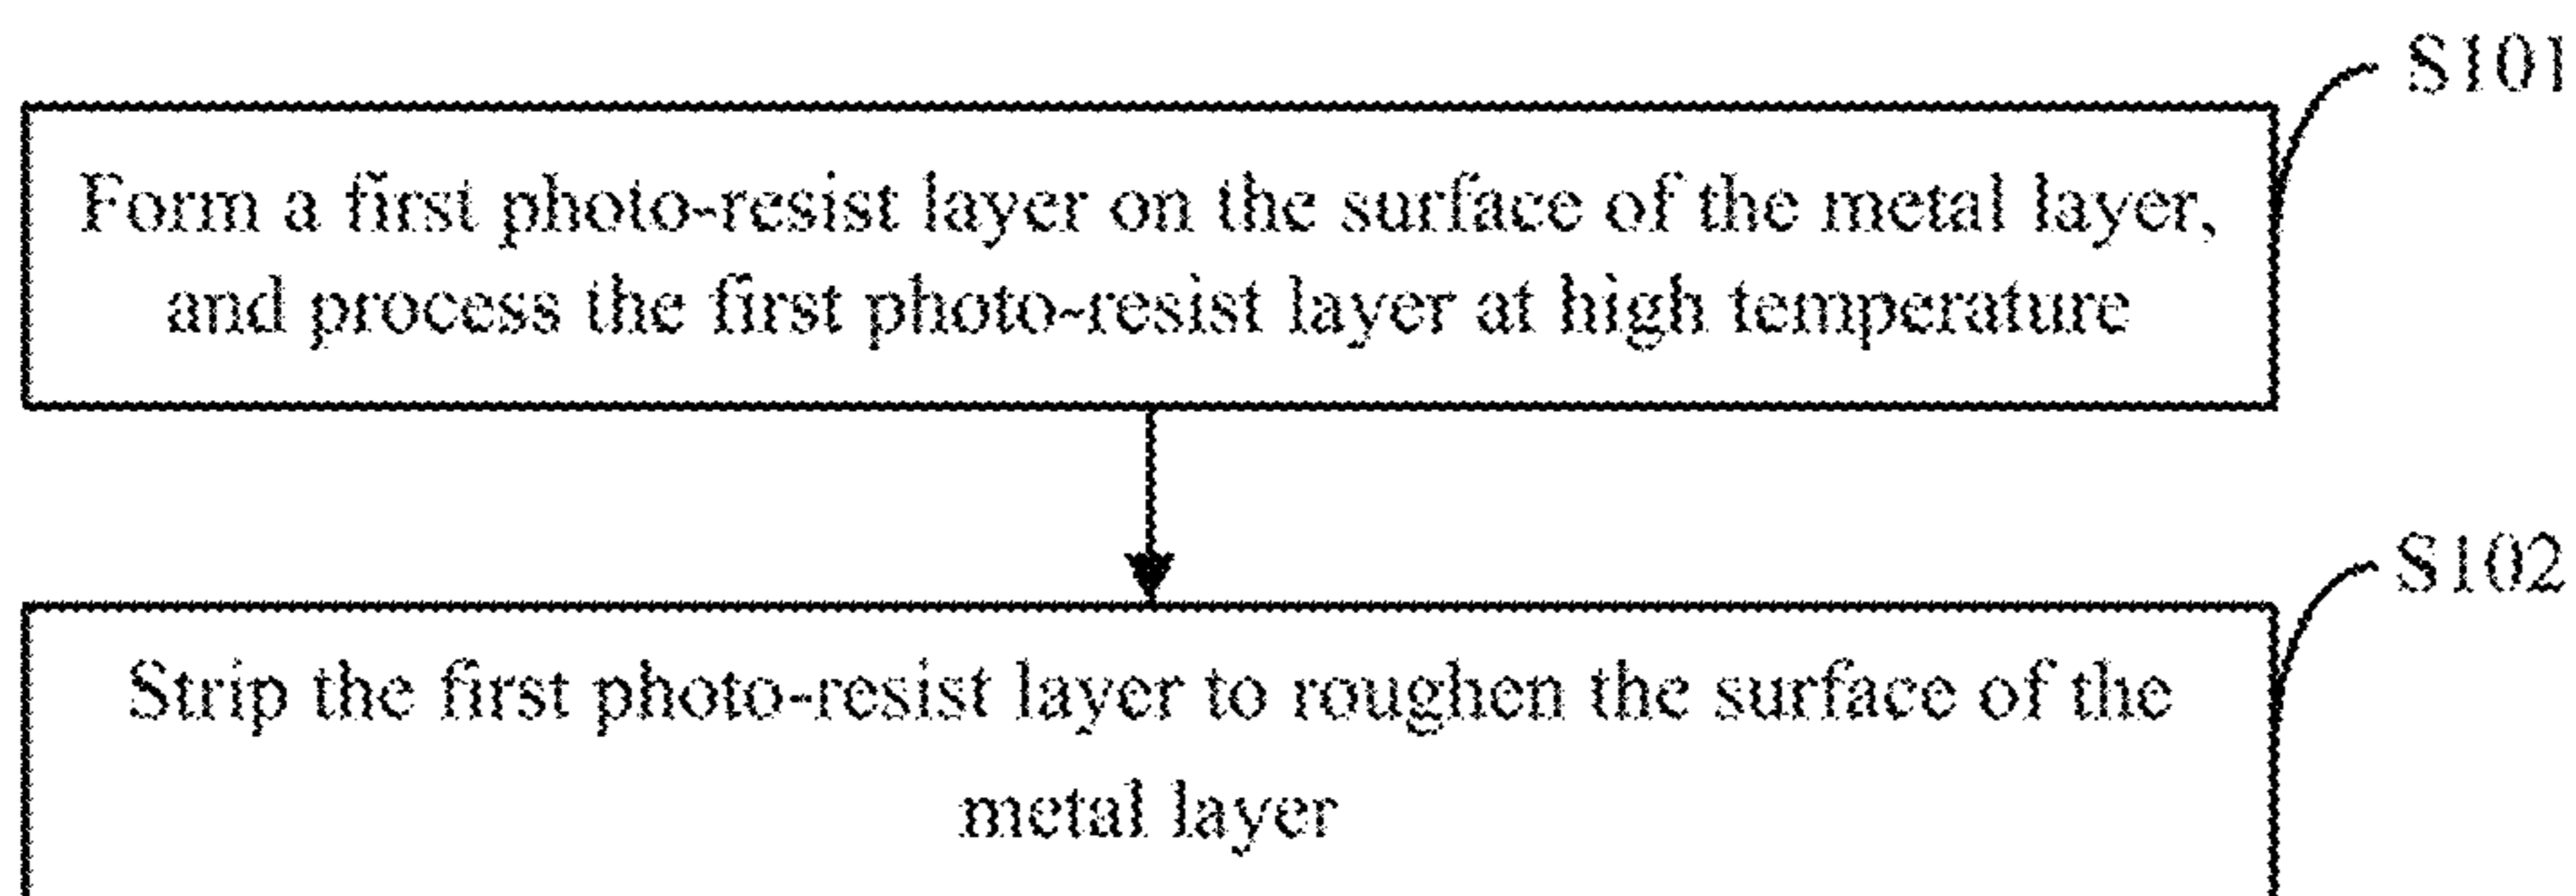 S101
Form a first photo-resist layer on the surface of the metal layer,
and process the first photo-resist layer at high temperature
S102
Strip the first photo-resist layer to roughen the surface of the
metal layer